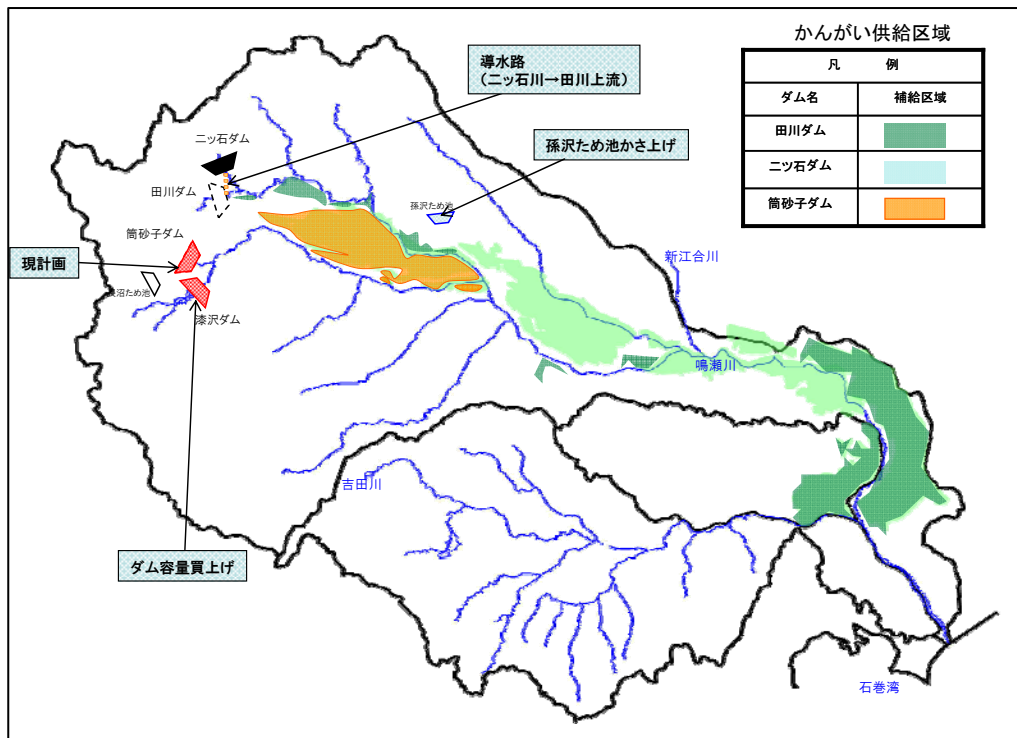 かんがい供給区域
凡 例
ダム名 補給区域
田川ダム
二ッ石ダム
筒砂子ダム
導水路
（二ッ石川→田川上流）
孫沢ため池かさ上げ
二ッ石ダム
田川ダム
孫沢ため池
筒砂子ダム
現計画
沼ため池
漆沢ダム
新江合川
鳴瀬川
吉田川
ダム容量買上げ
石巻湾